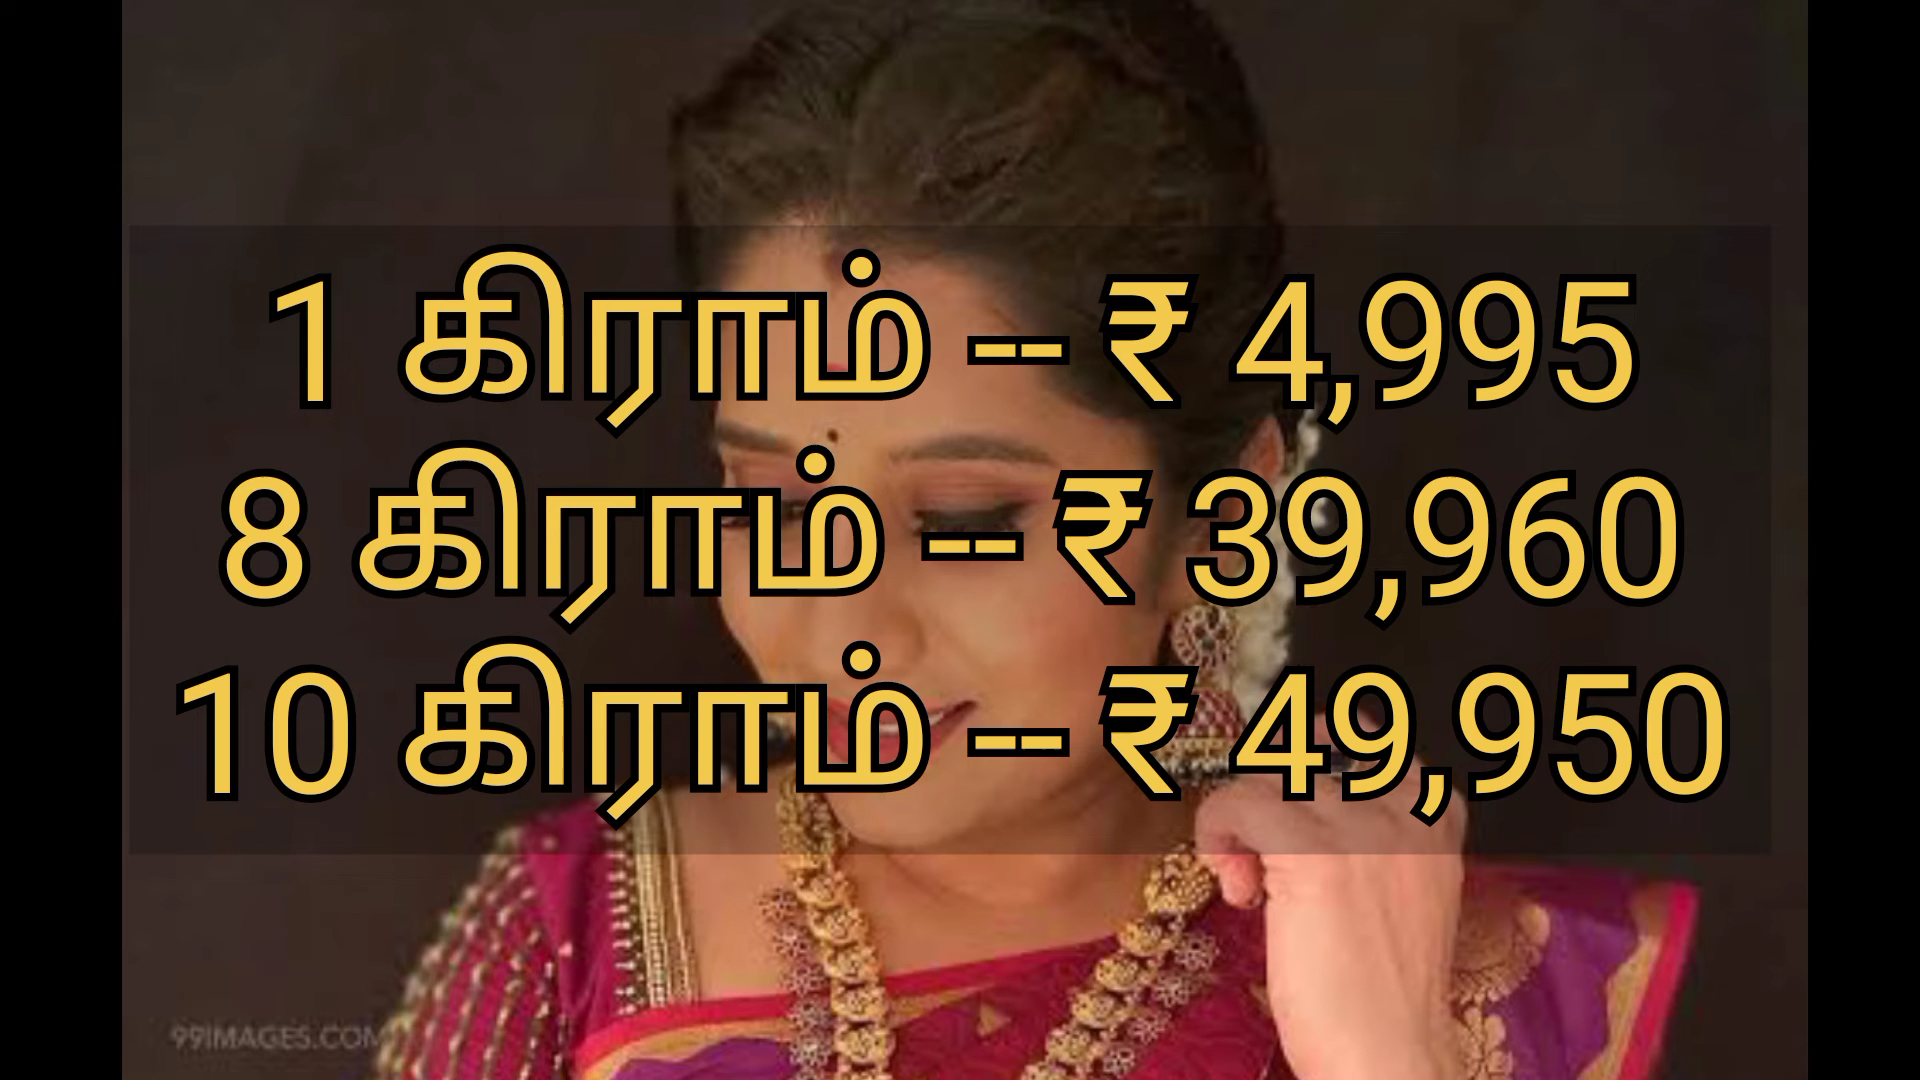 1 கிராம் -- ₹ 4,995
8 கிராம் -- ₹ 39,960
10 கிராம் -- ₹ 49,950
99IMAGES.COM